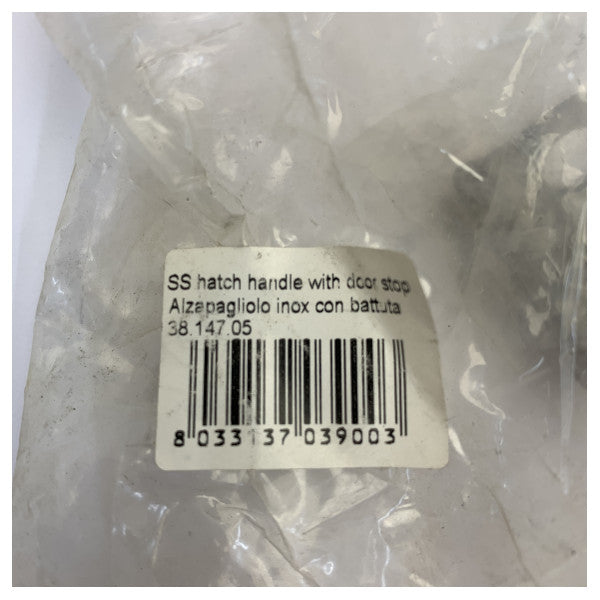 SS hatch handle with door stop
Alzapagliolo inox con battuta
38.147.05
8 033137 039003